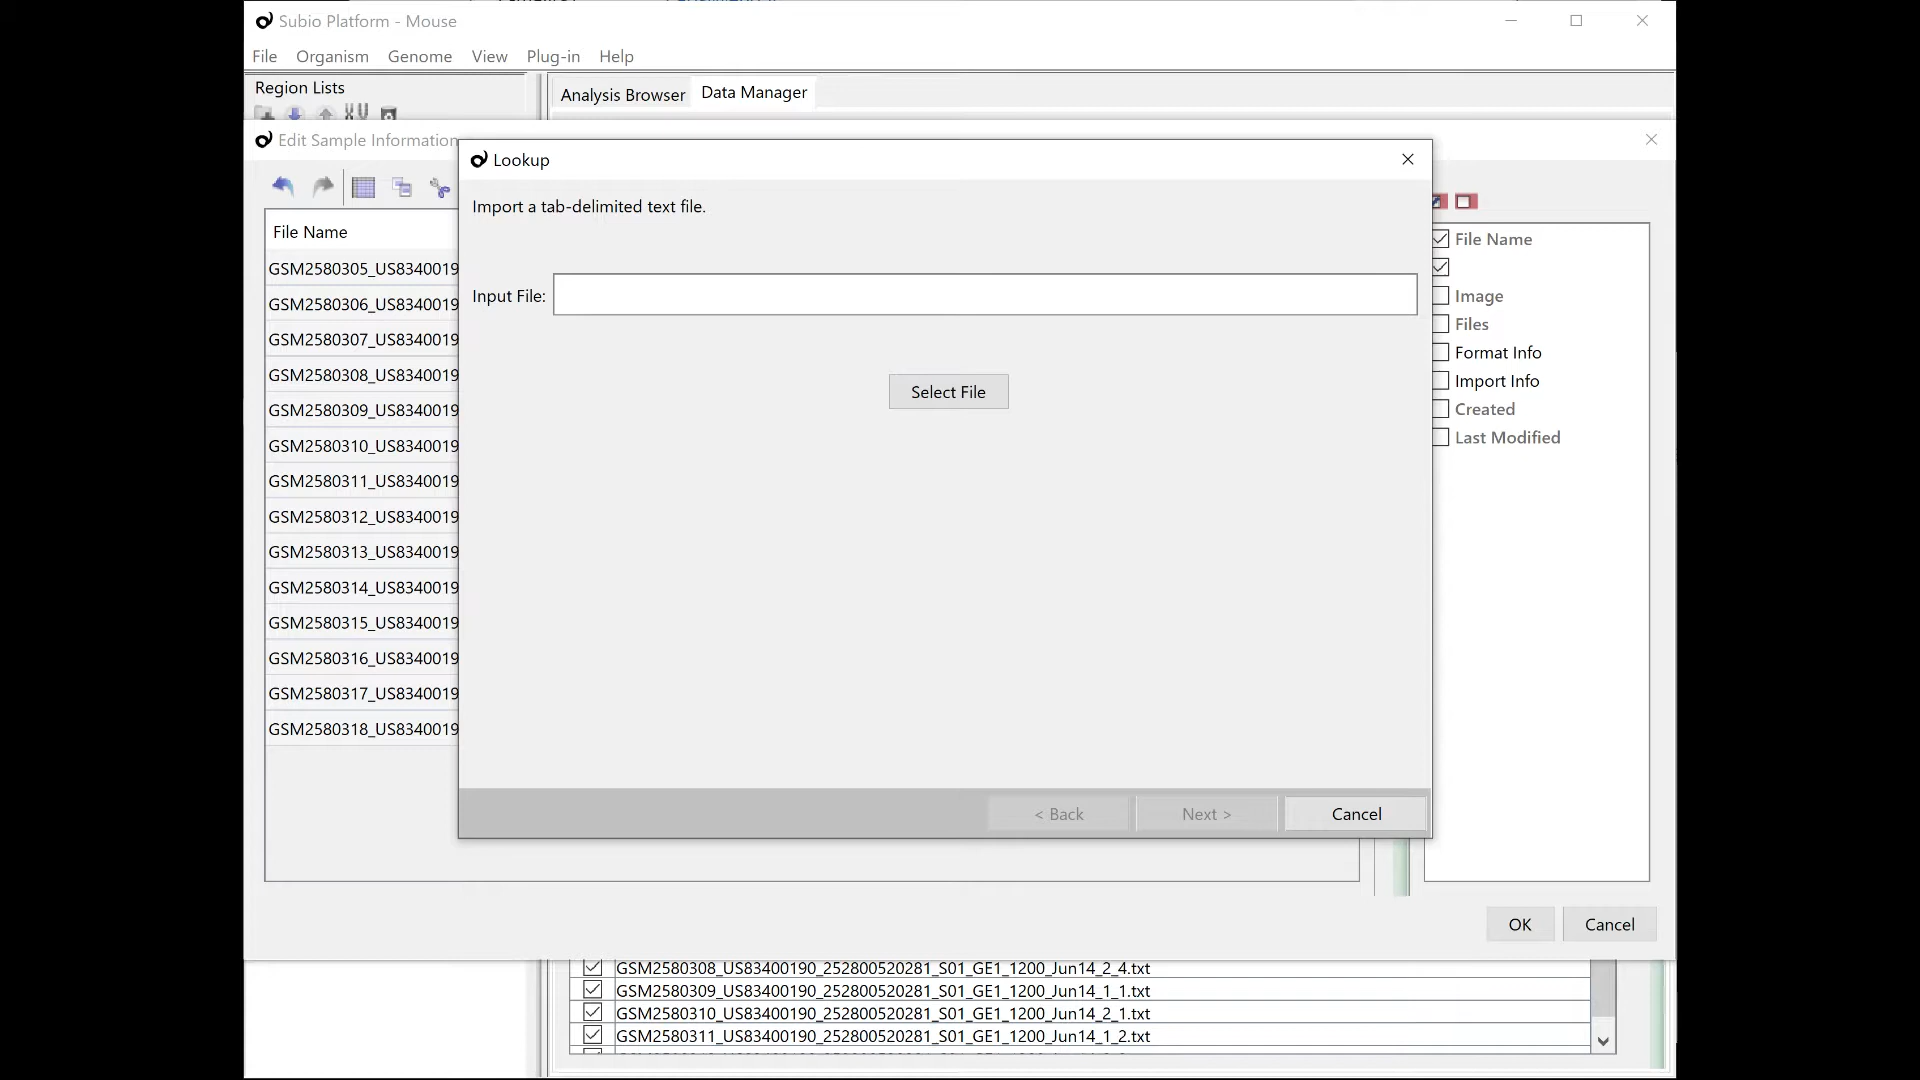 Subio Platform - Mouse
File Organism Genome View Plug-in Help
Region Lists
Analysis Browser Data Manager
Edit Sample Information
Lookup
Import a tab-delimited text file.
Input File:
Select File
< Back Next > Cancel
File Name
GSM2580305_US8340019
GSM2580306_US8340019
GSM2580307_US8340019
GSM2580308_US8340019
GSM2580309_US8340019
GSM2580310_US8340019
GSM2580311_US8340019
GSM2580312_US8340019
GSM2580313_US8340019
GSM2580314_US8340019
GSM2580315_US8340019
GSM2580316_US8340019
GSM2580317_US8340019
GSM2580318_US8340019
File Name
Image
Files
Format Info
Import Info
Created
Last Modified
OK Cancel
GSM2580308_US83400190_252800520281_S01_GE1_1200_Jun14_2_4.txt
GSM2580309_US83400190_252800520281_S01_GE1_1200_Jun14_1_1.txt
GSM2580310_US83400190_252800520281_S01_GE1_1200_Jun14_2_1.txt
GSM2580311_US83400190_252800520281_S01_GE1_1200_Jun14_1_2.txt